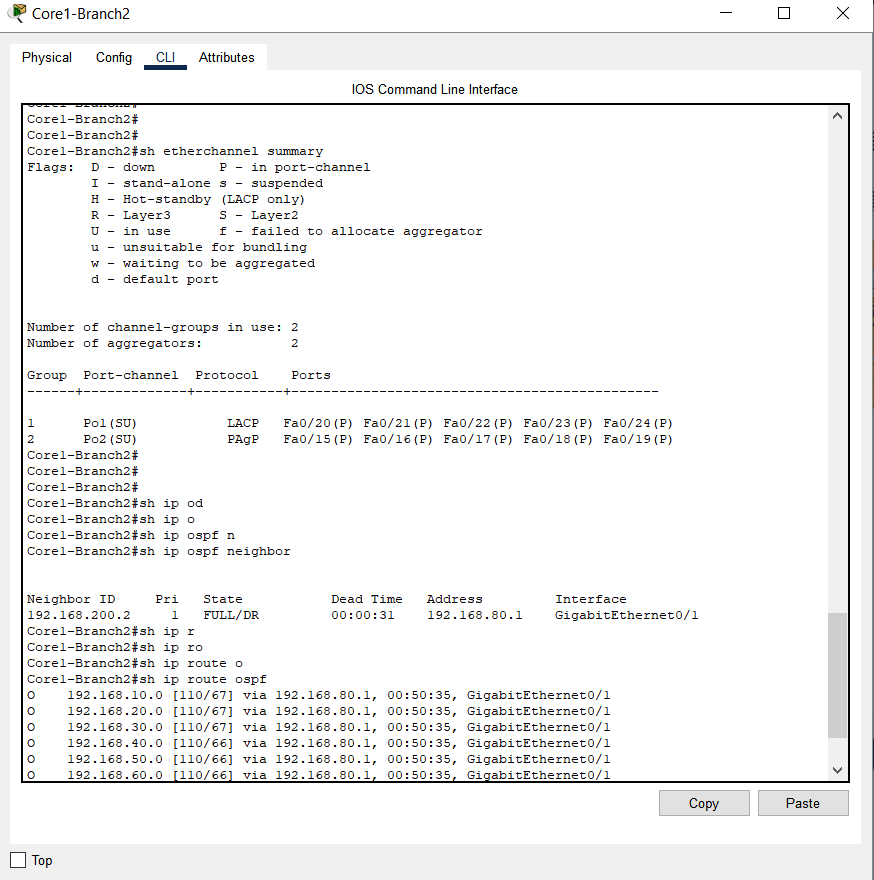 Core1-Branch2
Physical Config CLI Attributes
IOS Command Line Interface
Core1-Branch2#
Core1-Branch2#
Core1-Branch2#
Core1-Branch2#sh etherchannel summary
Flags:  D - down        P - in port-channel
        I - stand-alone s - suspended
        H - Hot-standby (LACP only)
        R - Layer3      S - Layer2
        U - in use      f - failed to allocate aggregator
        u - unsuitable for bundling
        w - waiting to be aggregated
        d - default port
Number of channel-groups in use: 2
Number of aggregators:           2
Group  Port-channel  Protocol    Ports
------+-------------+-----------+----------------------------------------------
1      Po1(SU)           LACP   Fa0/20(P) Fa0/21(P) Fa0/22(P) Fa0/23(P) Fa0/24(P)
2      Po2(SU)           PAgP   Fa0/15(P) Fa0/16(P) Fa0/17(P) Fa0/18(P) Fa0/19(P)
Core1-Branch2#
Core1-Branch2#
Core1-Branch2#
Core1-Branch2#sh ip od
Core1-Branch2#sh ip o
Core1-Branch2#sh ip ospf n
Core1-Branch2#sh ip ospf neighbor
Neighbor ID     Pri   State           Dead Time   Address         Interface
192.168.200.2     1   FULL/DR         00:00:31    192.168.80.1    GigabitEthernet0/1
Core1-Branch2#sh ip r
Core1-Branch2#sh ip ro
Core1-Branch2#sh ip route o
Core1-Branch2#sh ip route ospf
O    192.168.10.0 [110/67] via 192.168.80.1, 00:50:35, GigabitEthernet0/1
O    192.168.20.0 [110/67] via 192.168.80.1, 00:50:35, GigabitEthernet0/1
O    192.168.30.0 [110/67] via 192.168.80.1, 00:50:35, GigabitEthernet0/1
O    192.168.40.0 [110/66] via 192.168.80.1, 00:50:35, GigabitEthernet0/1
O    192.168.50.0 [110/66] via 192.168.80.1, 00:50:35, GigabitEthernet0/1
O    192.168.60.0 [110/66] via 192.168.80.1, 00:50:35, GigabitEthernet0/1
Copy Paste
Top